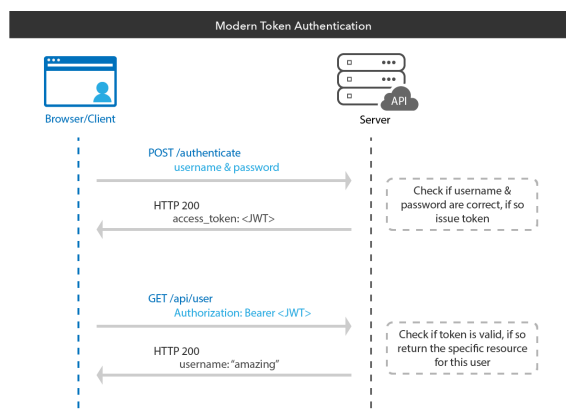 Modern Token Authentication
API
Browser/Client
Server
POST /authenticate
username & password
Check if username &
password are correct, if so
issue token
HTTP 200
access_token: <JWT>
GET /api/user
Authorization: Bearer <JWT>
Check if token is valid, if so
return the specific resource
for this user
HTTP 200
username: “amazing”